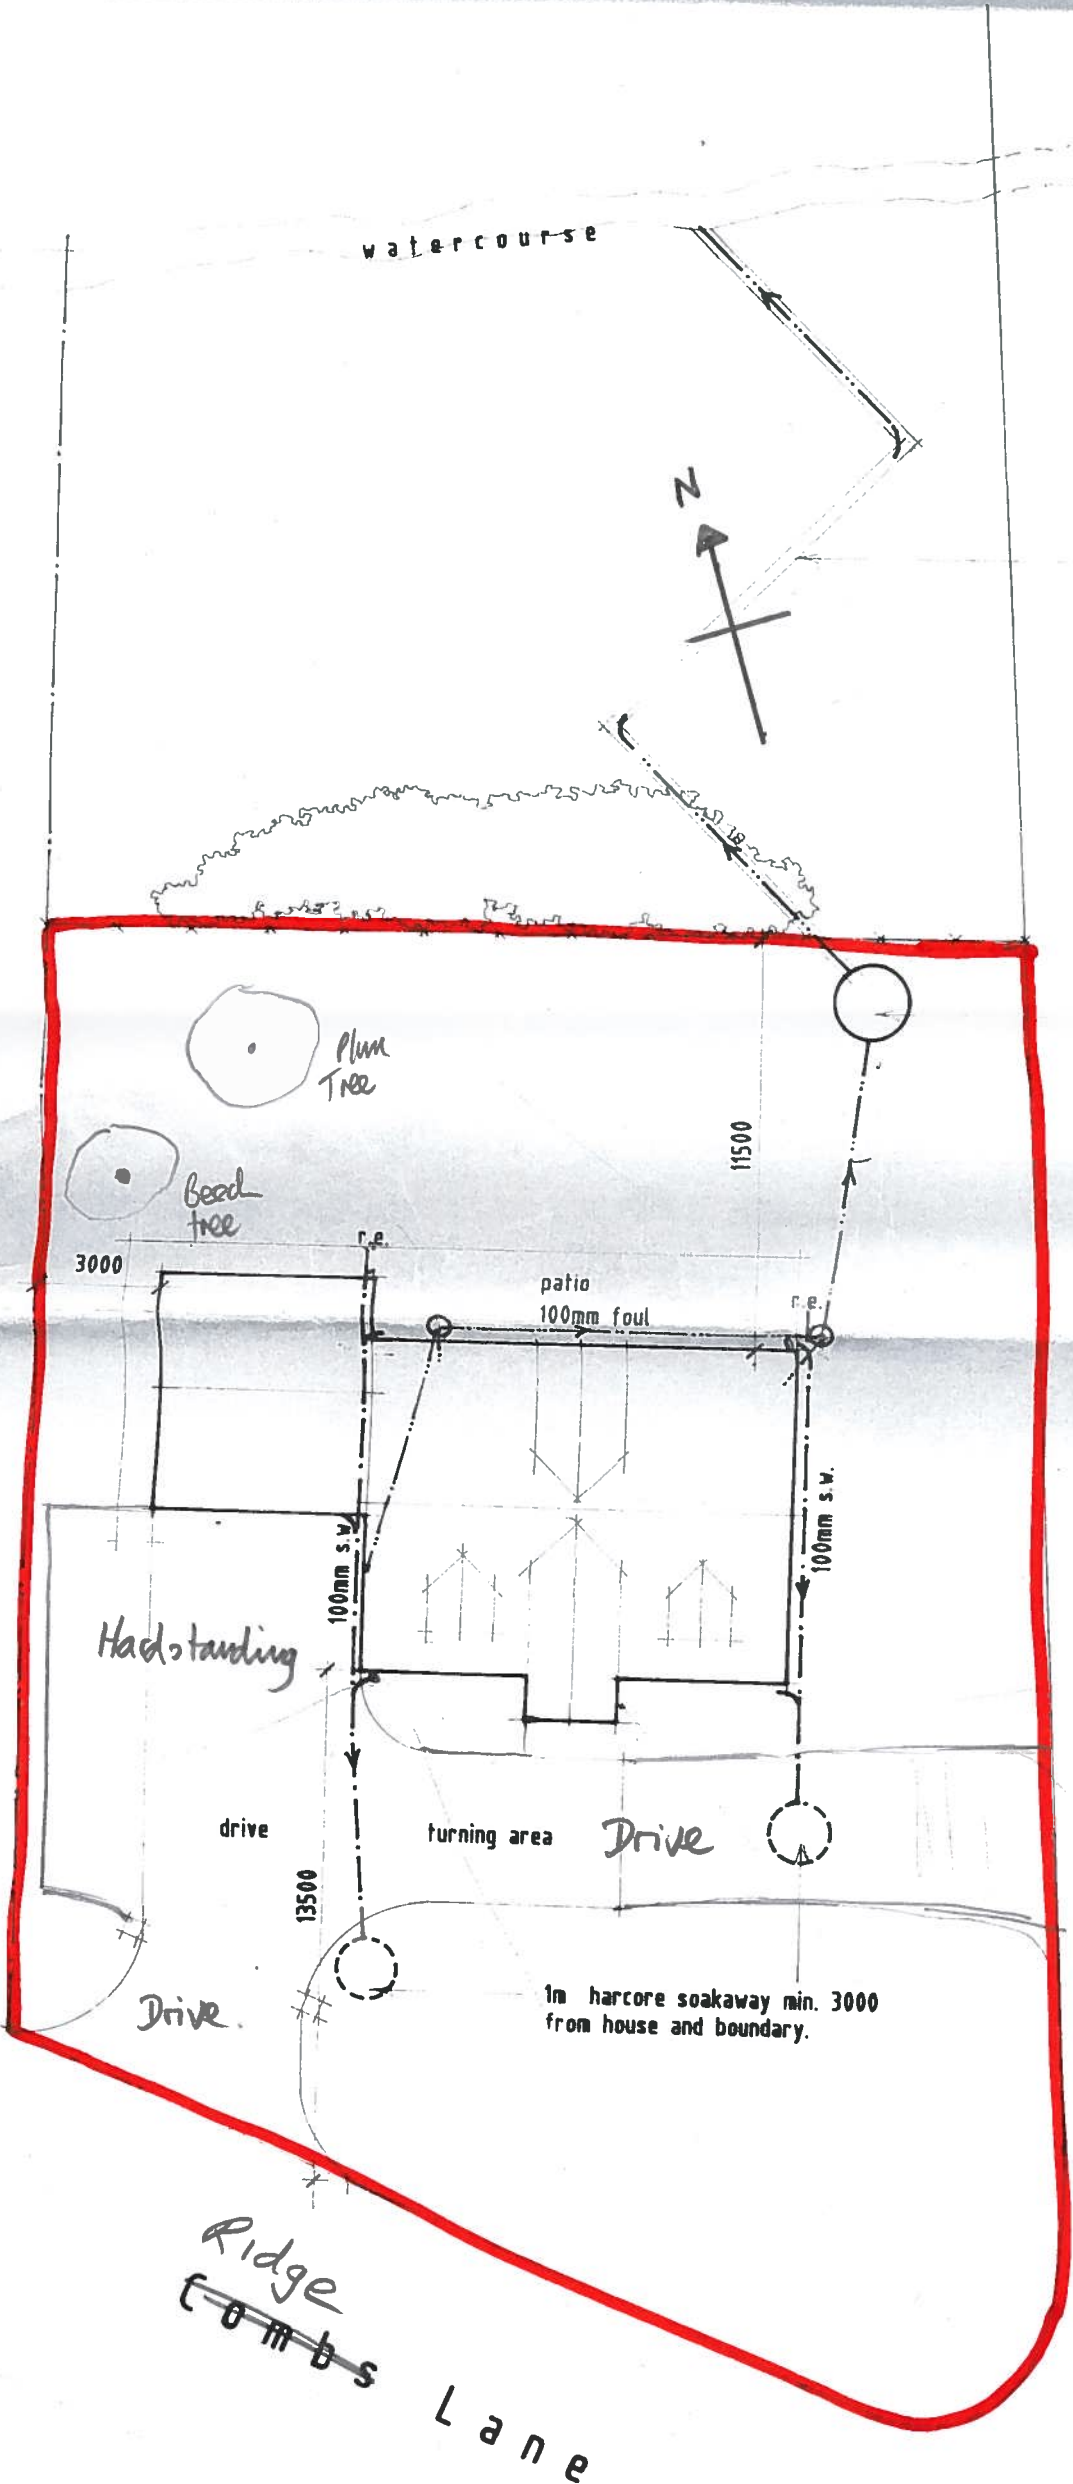 watercourse
N
18
Plum
Tree
Beech
tree
11500
3000
r.e.
patio
100mm foul
r.e.
100mm s.w.
100mm s.w.
Hardstanding
drive
turning area
Drive
13500
1m harcore soakaway min. 3000
from house and boundary.
Drive.
Ridge
Combs Lane